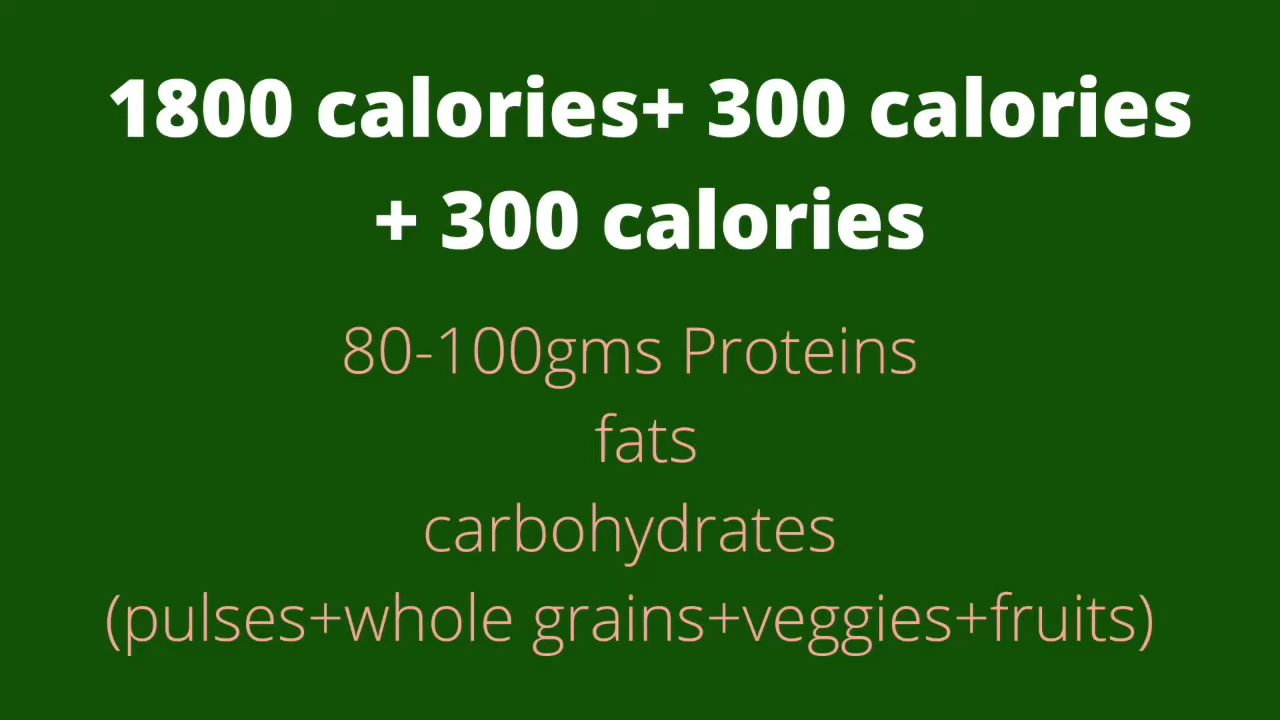 1800 calories+ 300 calories
+ 300 calories
80-100gms Proteins
fats
carbohydrates
(pulses+whole grains+veggies+fruits)